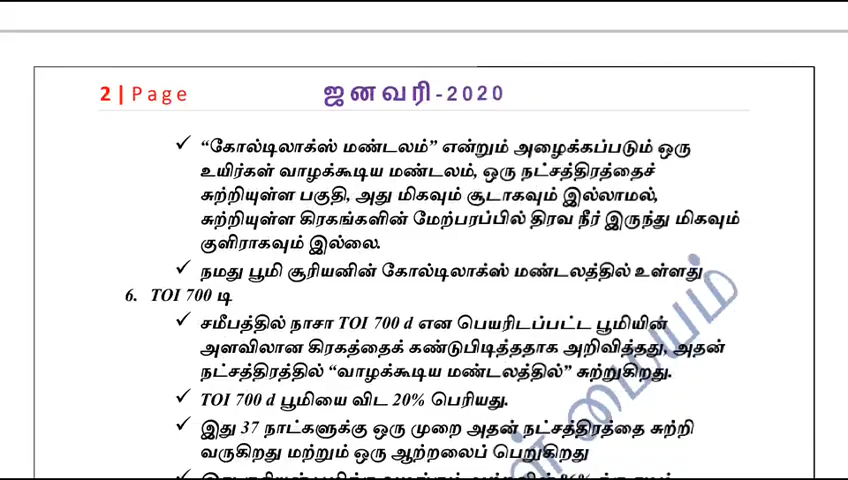 2 | Page ஜனவரி-2020
✓ “கோல்டிலாக்ஸ் மண்டலம்” என்றும் அழைக்கப்படும் ஒரு
உயிர்கள் வாழக்கூடிய மண்டலம், ஒரு நட்சத்திரத்தைச்
சுற்றியுள்ள பகுதி, அது மிகவும் சூடாகவும் இல்லாமல்,
சுற்றியுள்ள கிரகங்களின் மேற்பரப்பில் திரவ நீர் இருந்து மிகவும்
குளிராகவும் இல்லை.
✓ நமது பூமி சூரியனின் கோல்டிலாக்ஸ் மண்டலத்தில் உள்ளது
6. TOI 700 டி
✓ சமீபத்தில் நாசா TOI 700 d என பெயரிடப்பட்ட பூமியின்
அளவிலான கிரகத்தைக் கண்டுபிடித்ததாக அறிவித்தது, அதன்
நட்சத்திரத்தில் “வாழக்கூடிய மண்டலத்தில்” சுற்றுகிறது.
✓ TOI 700 d பூமியை விட 20% பெரியது.
✓ இது 37 நாட்களுக்கு ஒரு முறை அதன் நட்சத்திரத்தை சுற்றி
வருகிறது மற்றும் ஒரு ஆற்றலைப் பெறுகிறது
மையம்